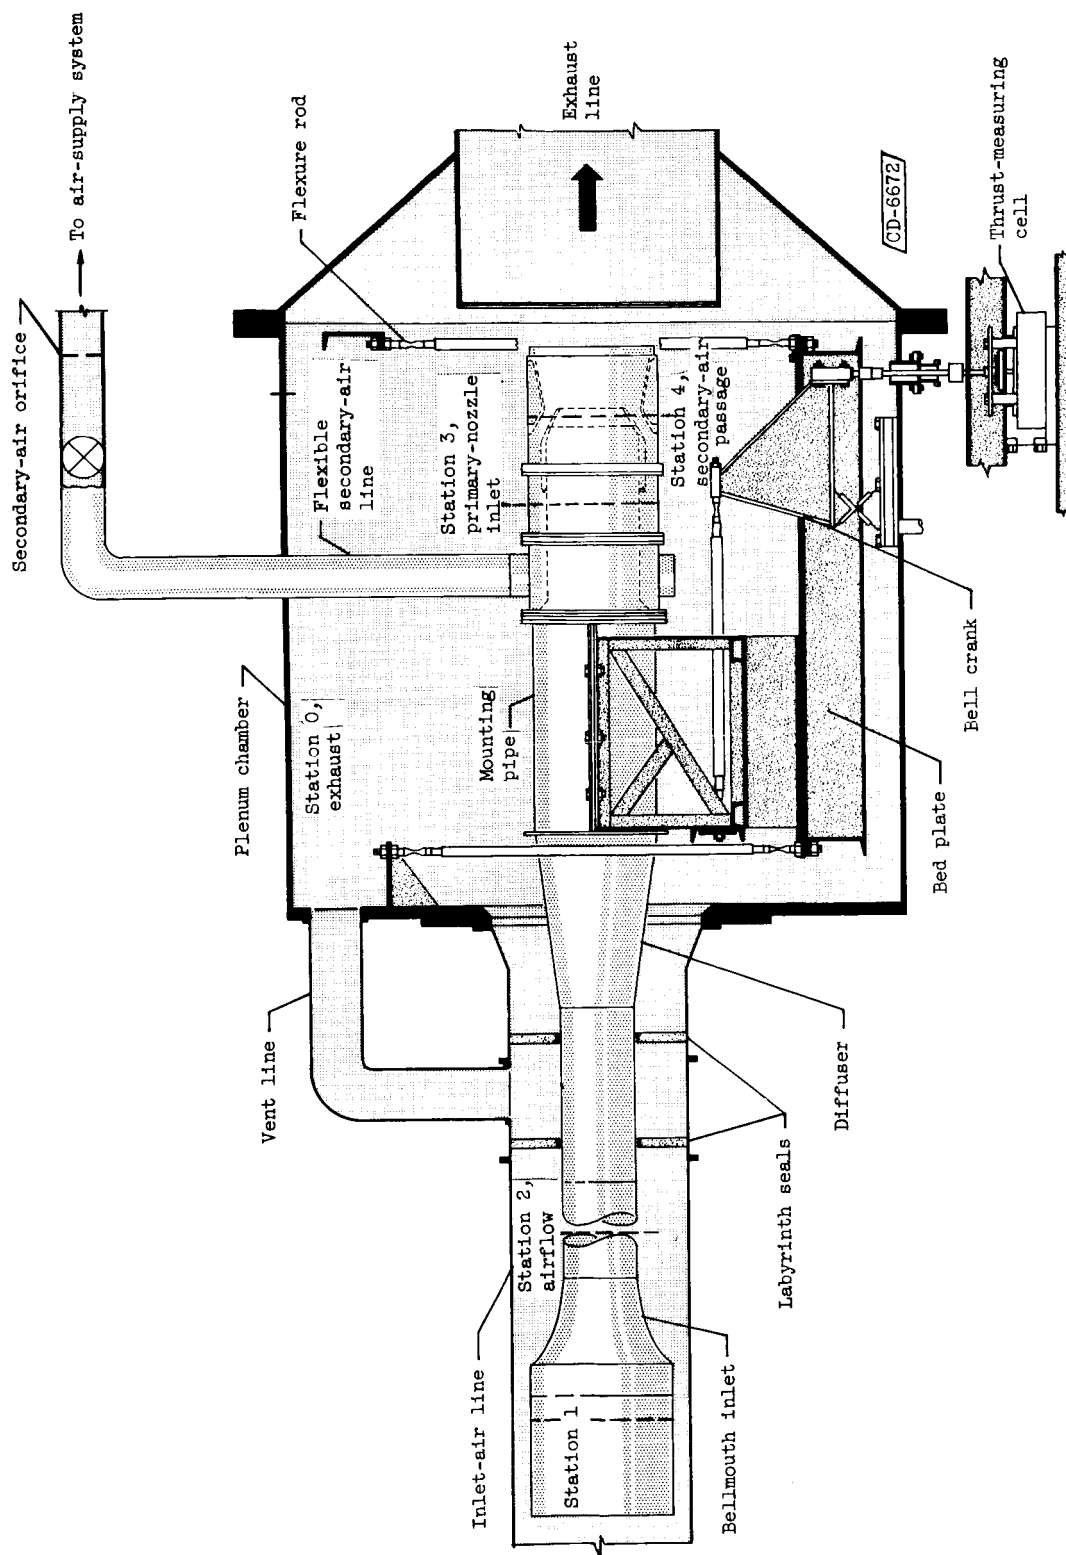 Secondary-air orifice
To air-supply system
Plenum chamber
Flexure rod
Vent line
Station 0,
exhaust
Flexible
secondary-air
line
Exhaust
line
Inlet-air line
Station 2,
airflow
Mounting
pipe
Station 3,
primary-nozzle
inlet
Station 4,
secondary-air
passage
Station 1
CD-6672
Bellmouth inlet
Labyrinth seals
Diffuser
Bed plate
Bell crank
Thrust-measuring
cell